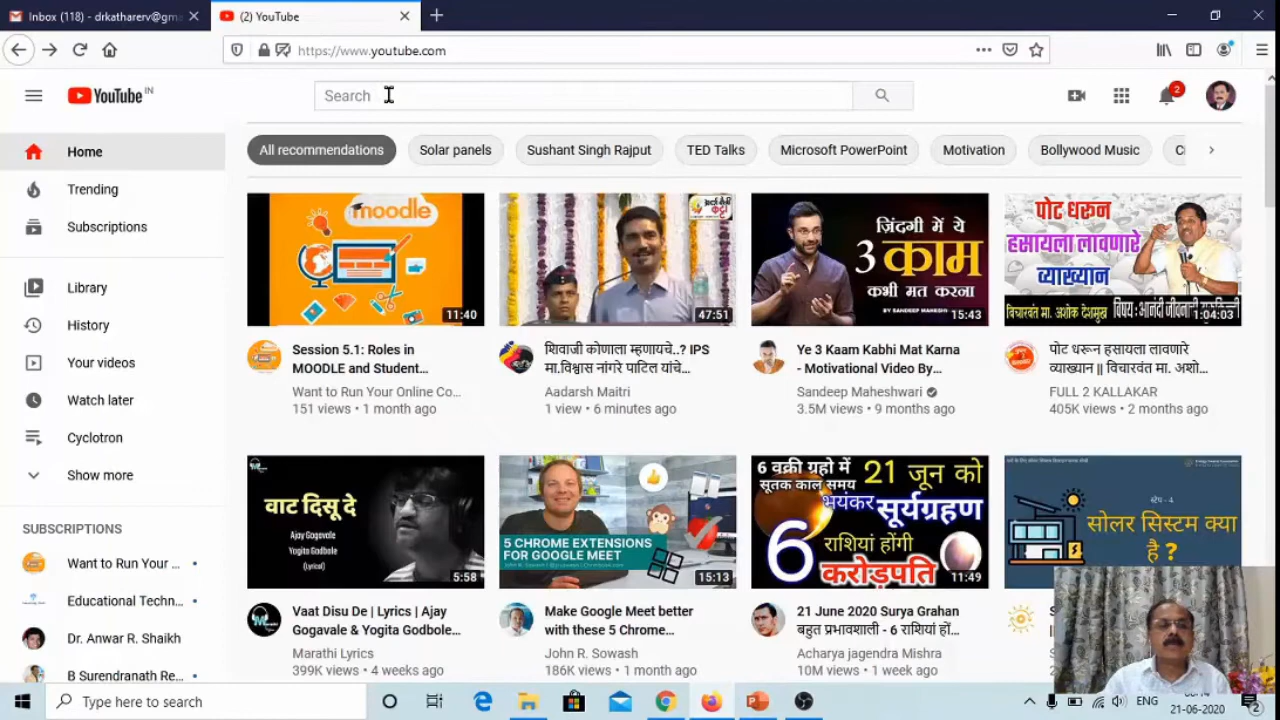 Inbox (118) - drkatharerv@gma
(2) YouTube
https://www.youtube.com
YouTube IN
Search
2
Home
Trending
Subscriptions
Library
History
Your videos
Watch later
Cyclotron
Show more
SUBSCRIPTIONS
Want to Run Your ...
Educational Techn...
Dr. Anwar R. Shaikh
B Surendranath Re...
All recommendations
Solar panels
Sushant Singh Rajput
TED Talks
Microsoft PowerPoint
Motivation
Bollywood Music
moodle
11:40
Session 5.1: Roles in
MOODLE and Student...
Want to Run Your Online Co...
151 views • 1 month ago
47:51
शिवाजी कोणाला म्हणायचे..? IPS
मा.विश्वास नांगरे पाटिल यांचे...
Aadarsh Maitri
1 view • 6 minutes ago
ज़िंदगी में ये
3 काम
कभी मत करना
15:43
Ye 3 Kaam Kabhi Mat Karna
- Motivational Video By...
Sandeep Maheshwari
3.5M views • 9 months ago
पोट धरून
हसायला लावणारे
व्याख्यान
विचारवंत मा. अशोक देशमुख
1:04:03
पोट धरून हसायला लावणारे
व्याख्यान || विचारवंत मा. अशो...
FULL 2 KALLAKAR
405K views • 2 months ago
वाट दिसू दे
Ajay Gogavale
Yogita Godbole
(Lyrical)
5:58
Vaat Disu De | Lyrics | Ajay
Gogavale & Yogita Godbole...
Marathi Lyrics
399K views • 4 weeks ago
5 CHROME EXTENSIONS
FOR GOOGLE MEET
15:13
Make Google Meet better
with these 5 Chrome...
John R. Sowash
186K views • 1 month ago
6 वक्री ग्रहो में
सूतक काल समय
21 जून को
भयंकर सूर्यग्रहण
6 राशियां होंगी
करोड़पति
11:49
21 June 2020 Surya Grahan
बहुत प्रभावशाली - 6 राशियां हों...
Acharya jagendra Mishra
10M views • 1 week ago
स्टेप - 4
सोलर सिस्टम क्या
है ?
Type here to search
ENG
21-06-2020
2